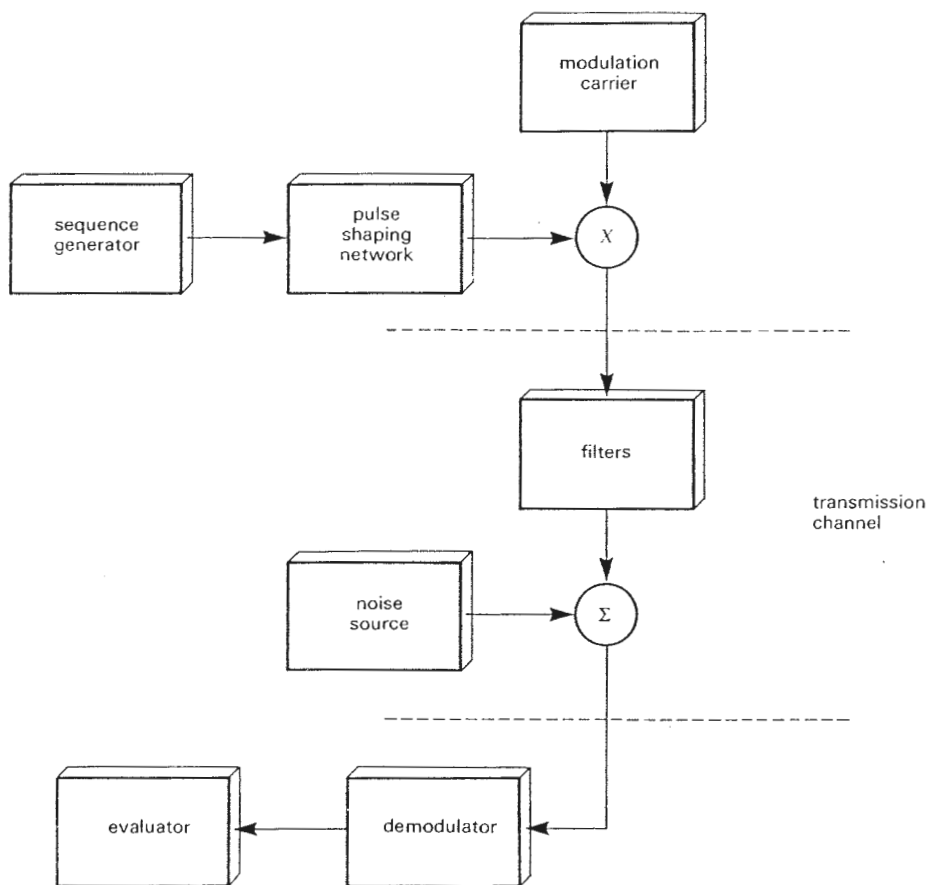 modulation
carrier
sequence
generator
pulse
shaping
network
X
filters
transmission
channel
noise
source
Σ
evaluator
demodulator